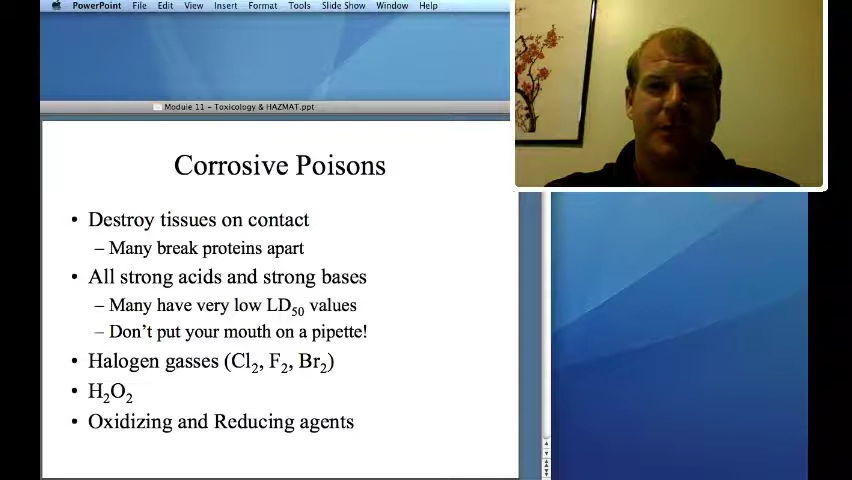 PowerPoint File Edit View Insert Format Tools Slide Show Window Help
Module 11 – Toxicology & HAZMAT.ppt
Corrosive Poisons
• Destroy tissues on contact
– Many break proteins apart
• All strong acids and strong bases
– Many have very low LD₅₀ values
– Don't put your mouth on a pipette!
• Halogen gasses (Cl₂, F₂, Br₂)
• H₂O₂
• Oxidizing and Reducing agents